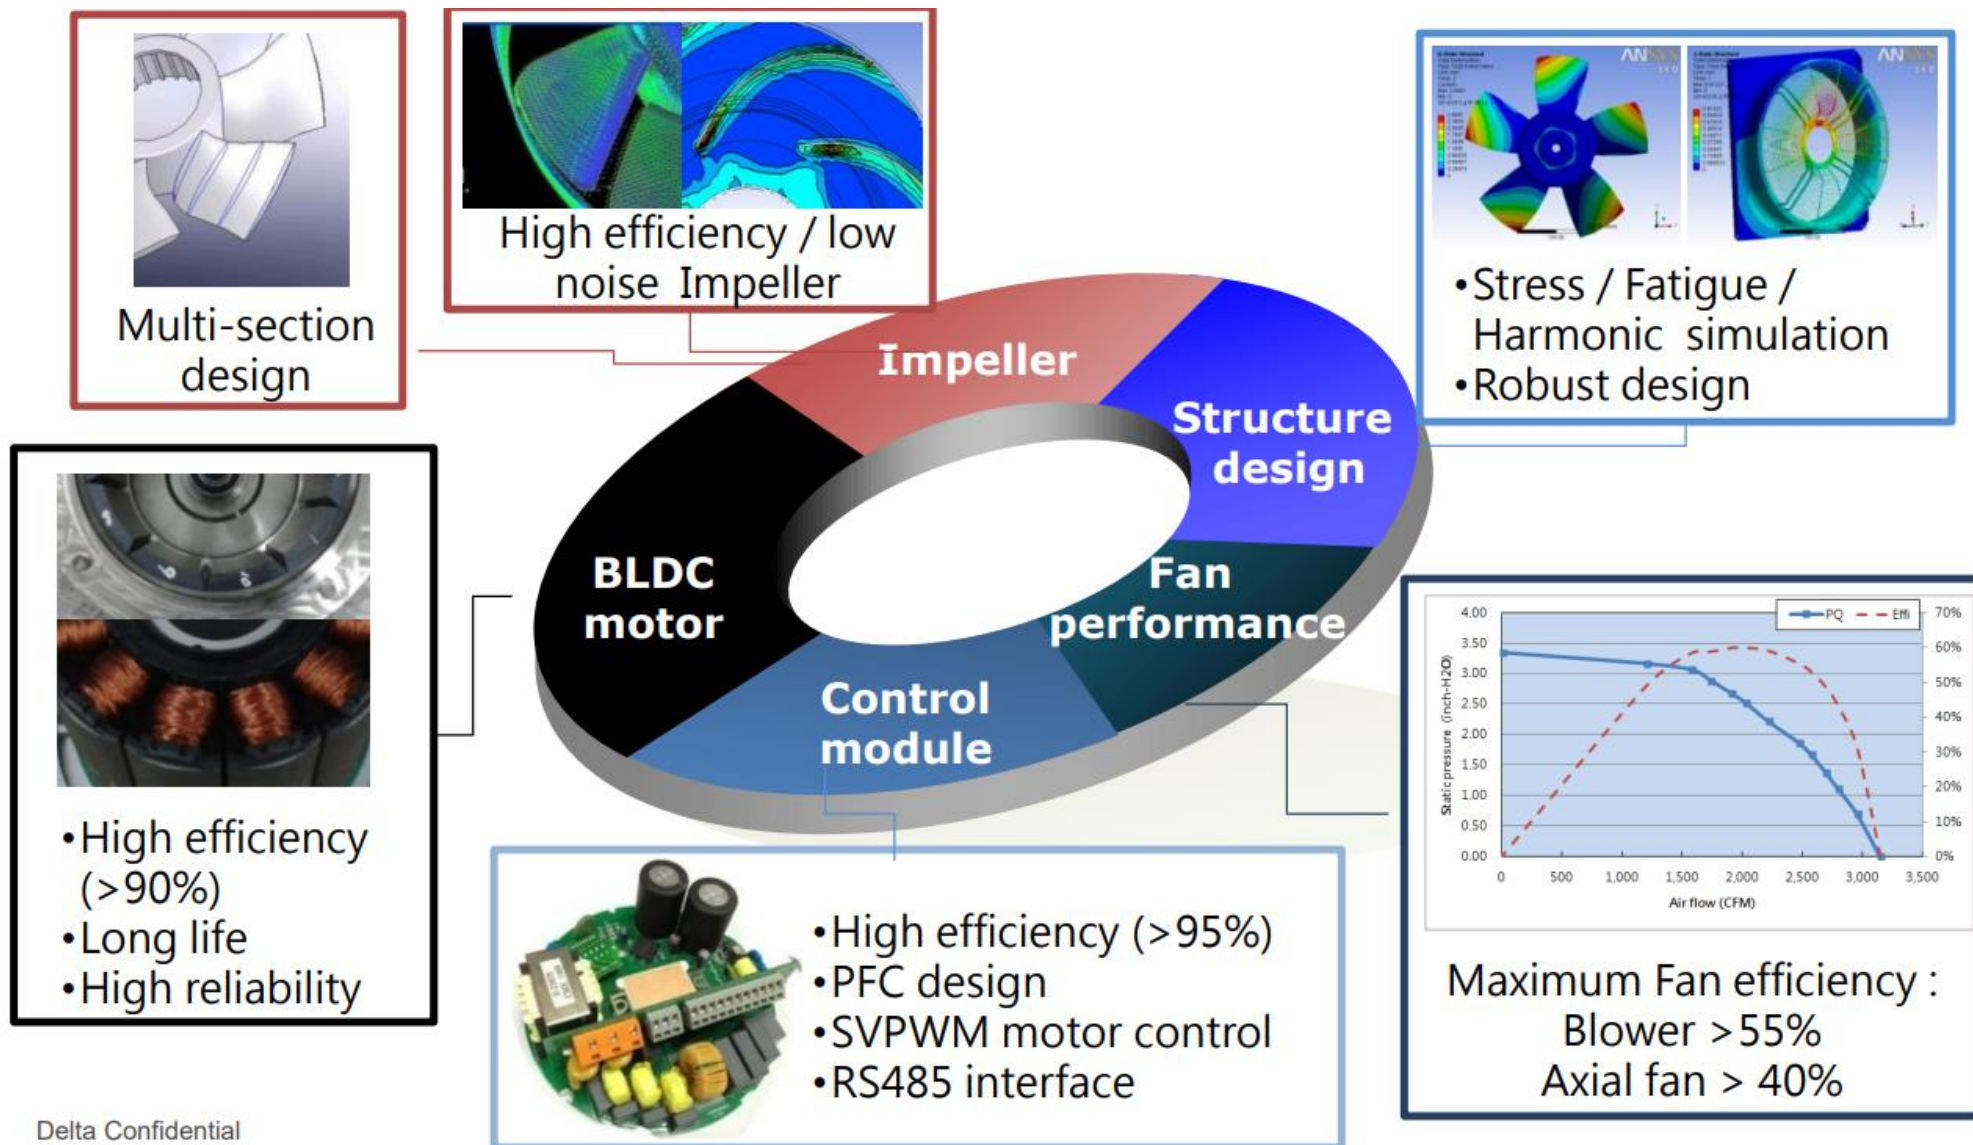 Multi-section
design
High efficiency / low
noise Impeller
ANSYS
ANSYS
•Stress / Fatigue /
Harmonic simulation
•Robust design
Impeller
Structure
design
BLDC
motor
Fan
performance
Control
module
•High efficiency
(>90%)
•Long life
•High reliability
•High efficiency (>95%)
•PFC design
•SVPWM motor control
•RS485 interface
PQ Effi
4.00 70%
3.50 60%
3.00 50%
2.50 40%
2.00 30%
1.50 20%
1.00 10%
0.50 0%
0.00
Static pressure (inch-H2O)
0 500 1,000 1,500 2,000 2,500 3,000 3,500
Air flow (CFM)
Maximum Fan efficiency :
Blower >55%
Axial fan > 40%
Delta Confidential